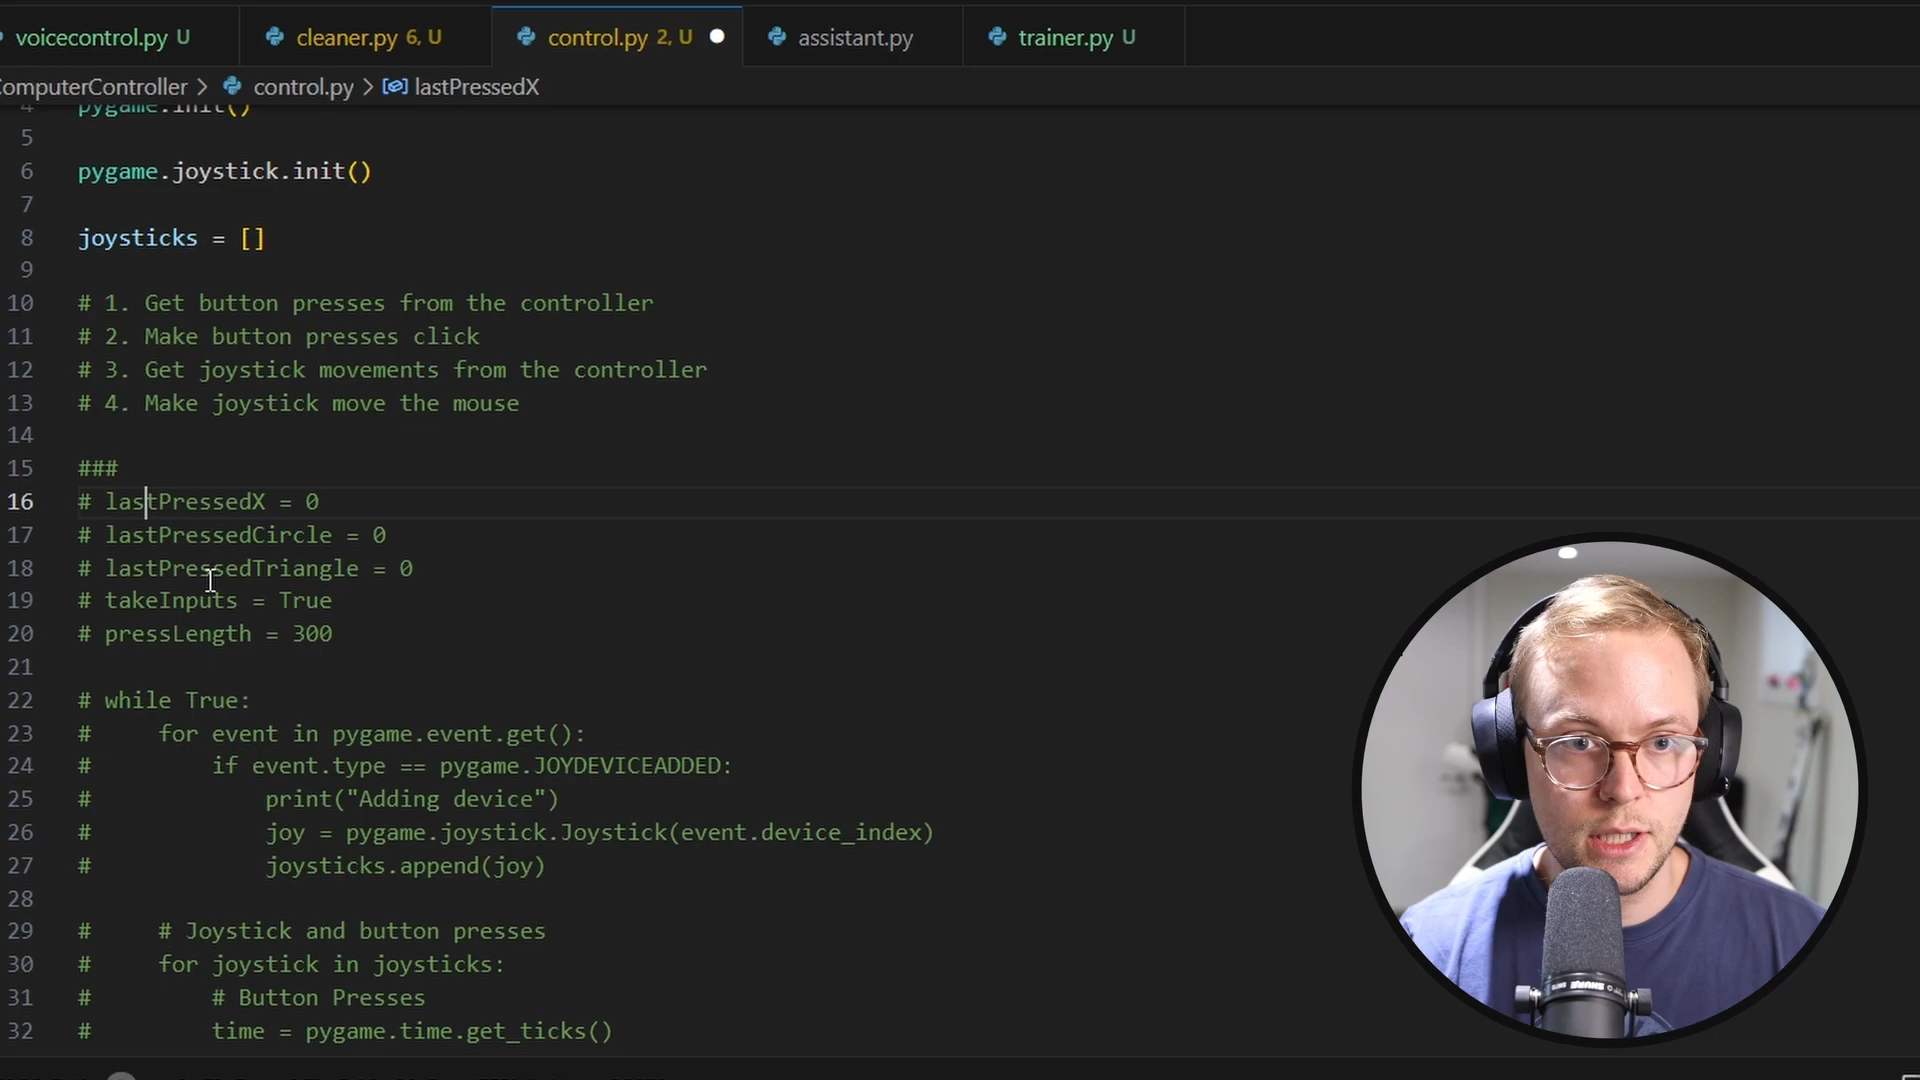 voicecontrol.py U
cleaner.py 6, U
control.py 2, U
assistant.py
trainer.py U
omputerController > control.py > lastPressedX
4 pygame.init()
5
6 pygame.joystick.init()
7
8 joysticks = []
9
10 # 1. Get button presses from the controller
11 # 2. Make button presses click
12 # 3. Get joystick movements from the controller
13 # 4. Make joystick move the mouse
14
15 ###
16 # lastPressedX = 0
17 # lastPressedCircle = 0
18 # lastPressedTriangle = 0
19 # takeInputs = True
20 # pressLength = 300
21
22 # while True:
23 #     for event in pygame.event.get():
24 #         if event.type == pygame.JOYDEVICEADDED:
25 #             print("Adding device")
26 #             joy = pygame.joystick.Joystick(event.device_index)
27 #             joysticks.append(joy)
28
29 #     # Joystick and button presses
30 #     for joystick in joysticks:
31 #         # Button Presses
32 #         time = pygame.time.get_ticks()
SHURE